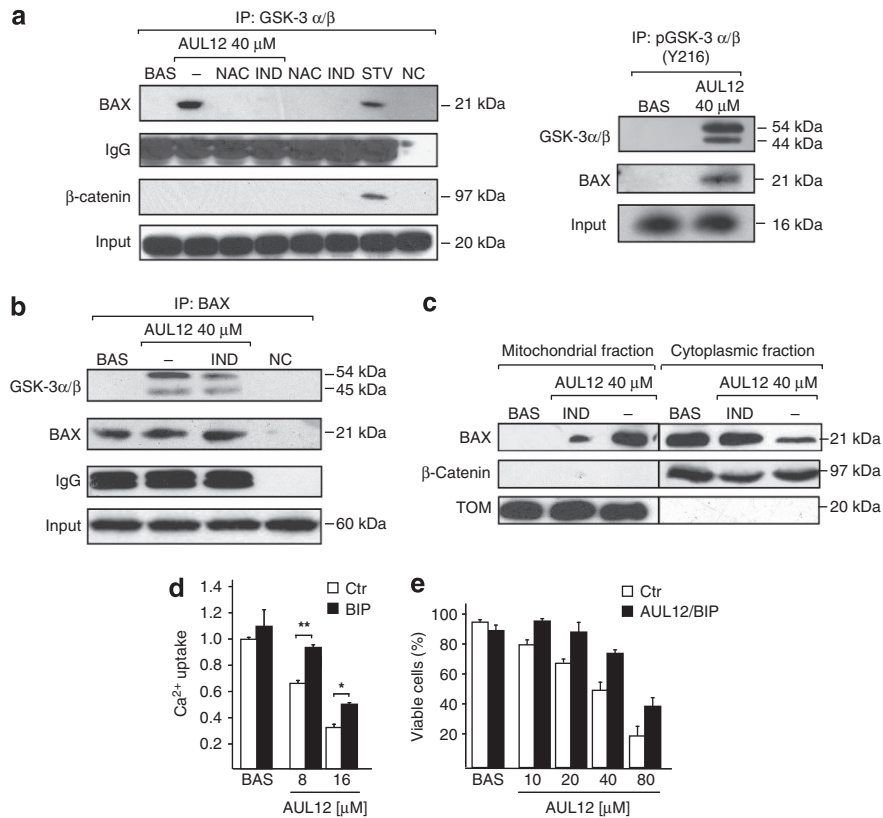 a
IP: GSK-3 α/β
AUL12 40 μM
BAS – NAC IND NAC IND STV NC
BAX – 21 kDa
IgG
β-catenin – 97 kDa
Input – 20 kDa
IP: pGSK-3 α/β
(Y216)
AUL12
BAS 40 μM
GSK-3α/β – 54 kDa
– 44 kDa
BAX – 21 kDa
Input – 16 kDa
b
IP: BAX
AUL12 40 μM
BAS – IND NC
GSK-3α/β –54 kDa
–45 kDa
BAX –21 kDa
IgG
Input –60 kDa
c
Mitochondrial fraction Cytoplasmic fraction
AUL12 40 μM AUL12 40 μM
BAS IND – BAS IND –
BAX –21 kDa
β-Catenin –97 kDa
TOM –20 kDa
d
Ctr
BIP
Ca2+ uptake
1.4
1.2
1.0
0.8
0.6
0.4
0.2
**
*
BAS 8 16
AUL12 [μM]
e
Ctr
AUL12/BIP
Viable cells (%)
100
80
60
40
20
BAS 10 20 40 80
AUL12 [μM]